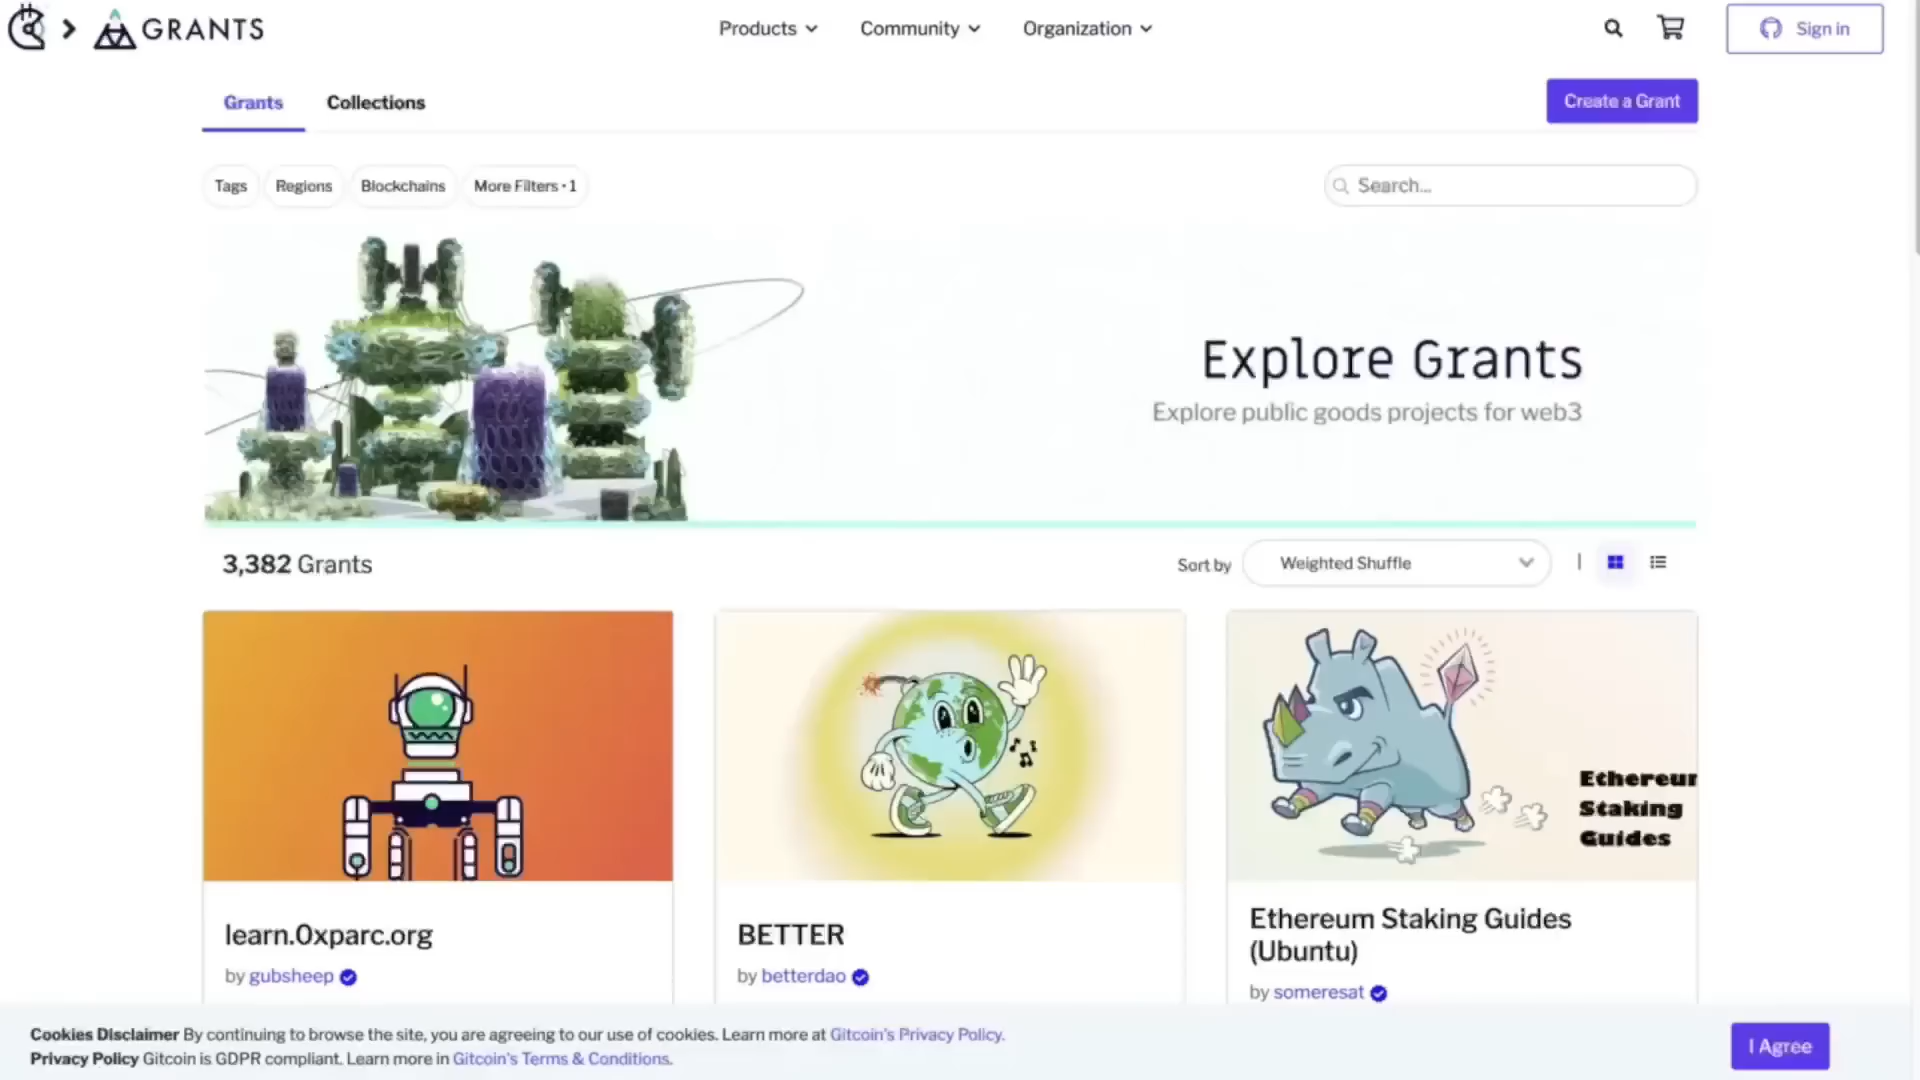 GRANTS
Products
Community
Organization
Sign in
Grants
Collections
Create a Grant
Tags
Regions
Blockchains
More Filters • 1
Search...
Explore Grants
Explore public goods projects for web3
3,382 Grants
Sort by
Weighted Shuffle
Ethereur
Staking
Guides
learn.0xparc.org
by gubsheep
BETTER
by betterdao
Ethereum Staking Guides
(Ubuntu)
by someresat
Cookies Disclaimer By continuing to browse the site, you are agreeing to our use of cookies. Learn more at Gitcoin's Privacy Policy.
Privacy Policy Gitcoin is GDPR compliant. Learn more in Gitcoin's Terms & Conditions.
I Agree